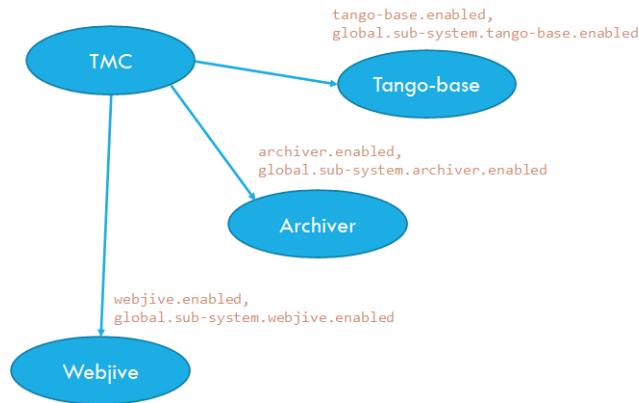 tango-base.enabled,
global.sub-system.tango-base.enabled
TMC
Tango-base
archiver.enabled,
global.sub-system.archiver.enabled
Archiver
webjive.enabled,
global.sub-system.webjive.enabled
Webjive